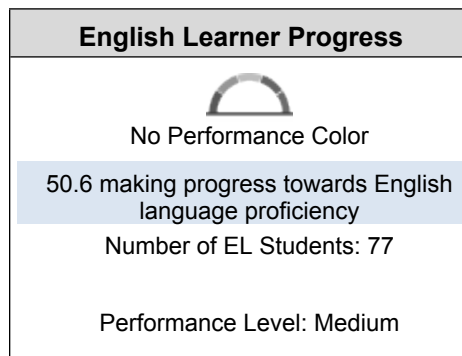 English Learner Progress
No Performance Color
50.6 making progress towards English
language proficiency
Number of EL Students: 77
Performance Level: Medium